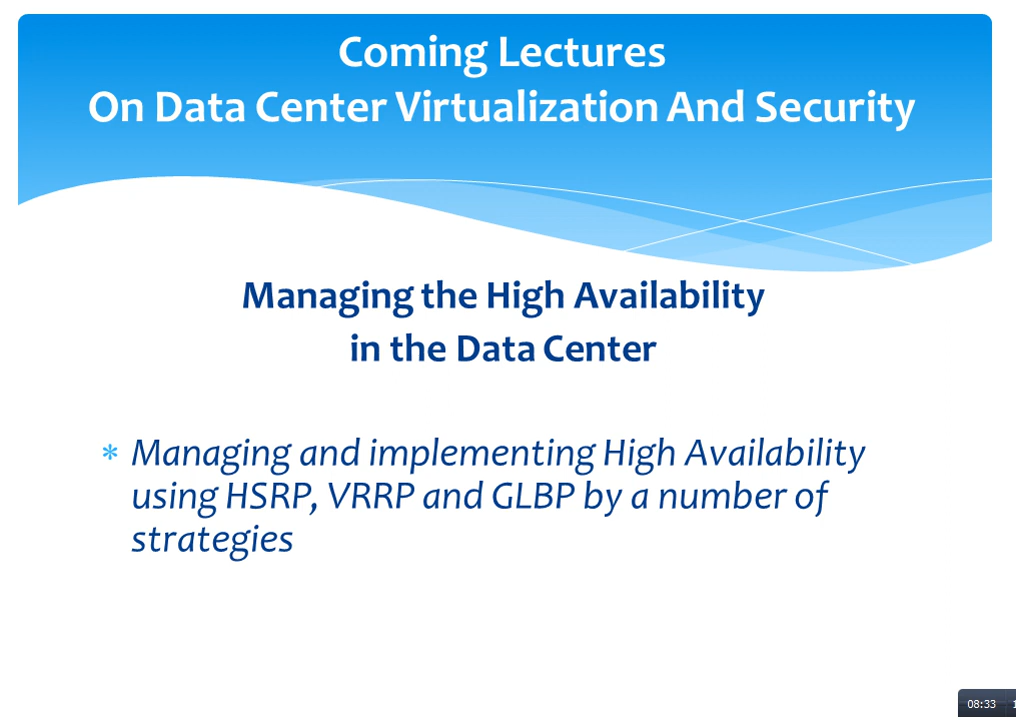 Coming Lectures
On Data Center Virtualization And Security
Managing the High Availability
in the Data Center
* Managing and implementing High Availability
using HSRP, VRRP and GLBP by a number of
strategies
08:33